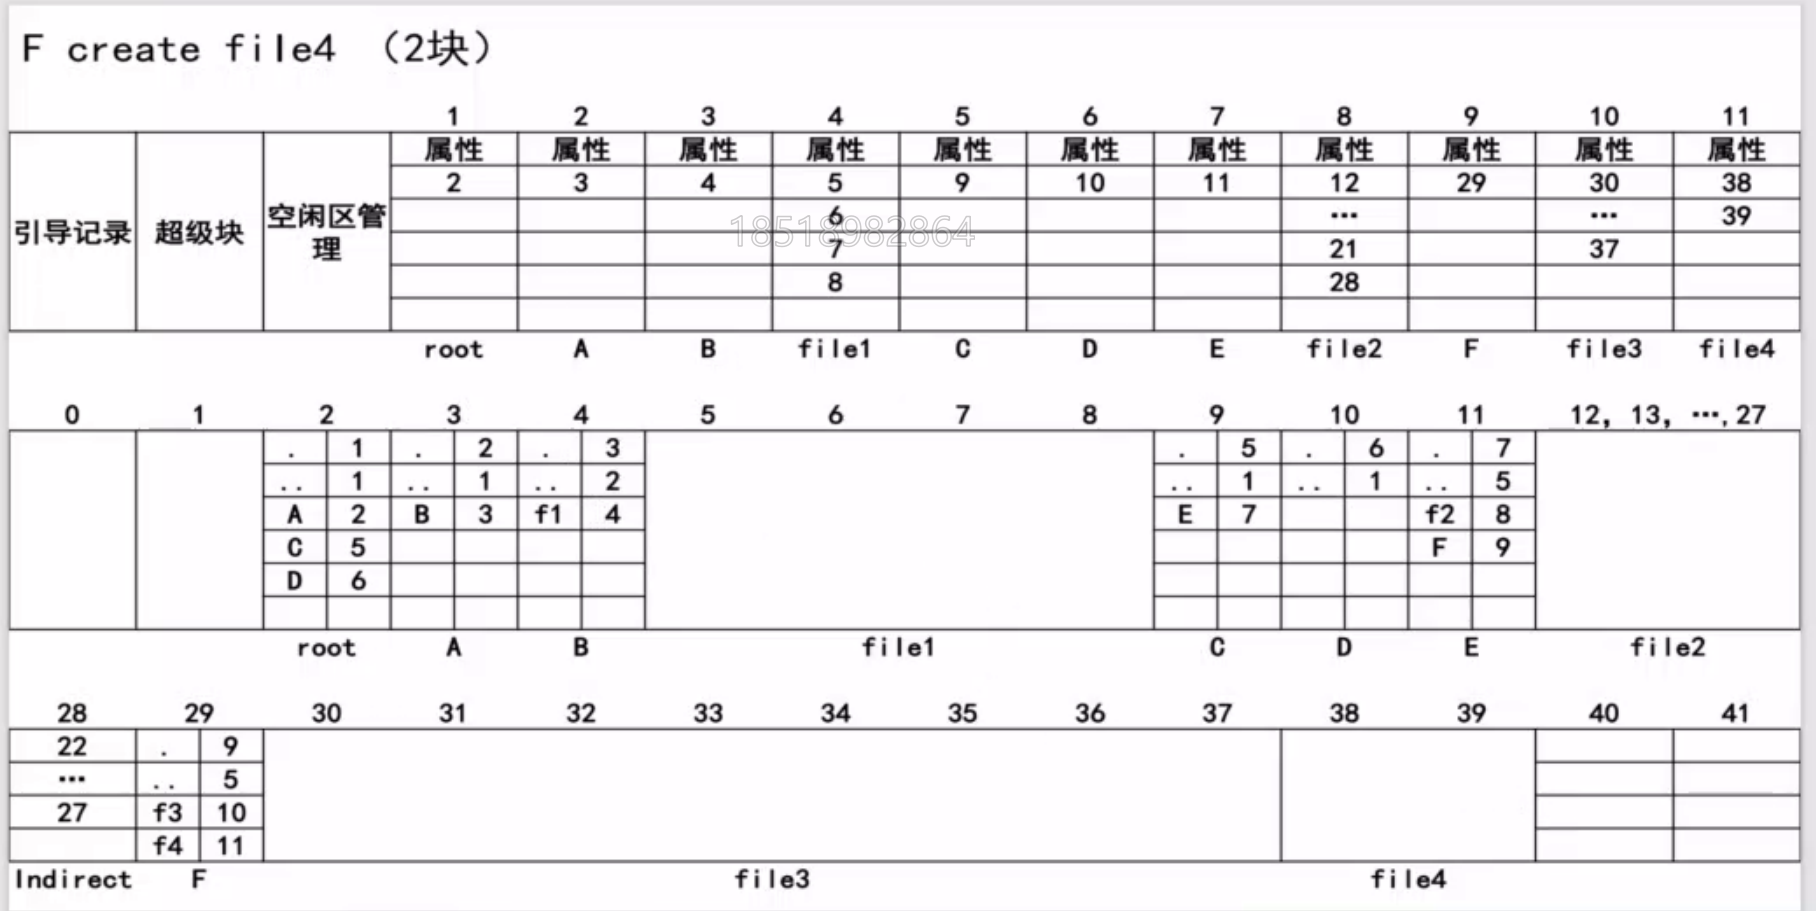 F create file4 （2块）
1 2 3 4 5 6 7 8 9 10 11
属性 属性 属性 属性 属性 属性 属性 属性 属性 属性 属性
2 3 4 5 9 10 11 12 29 30 38
引导记录 超级块 空闲区管理
6 … … 39
18518982864
7 21 37
8 28
root A B file1 C D E file2 F file3 file4
0 1 2 3 4 5 6 7 8 9 10 11 12, 13, …, 27
. 1 . 2 . 3 . 5 . 6 . 7
.. 1 .. 1 .. 2 .. 1 .. 1 .. 5
A 2 B 3 f1 4 E 7 f2 8
C 5 F 9
D 6
root A B file1 C D E file2
28 29 30 31 32 33 34 35 36 37 38 39 40 41
22 . 9
… .. 5
27 f3 10
f4 11
Indirect F file3 file4